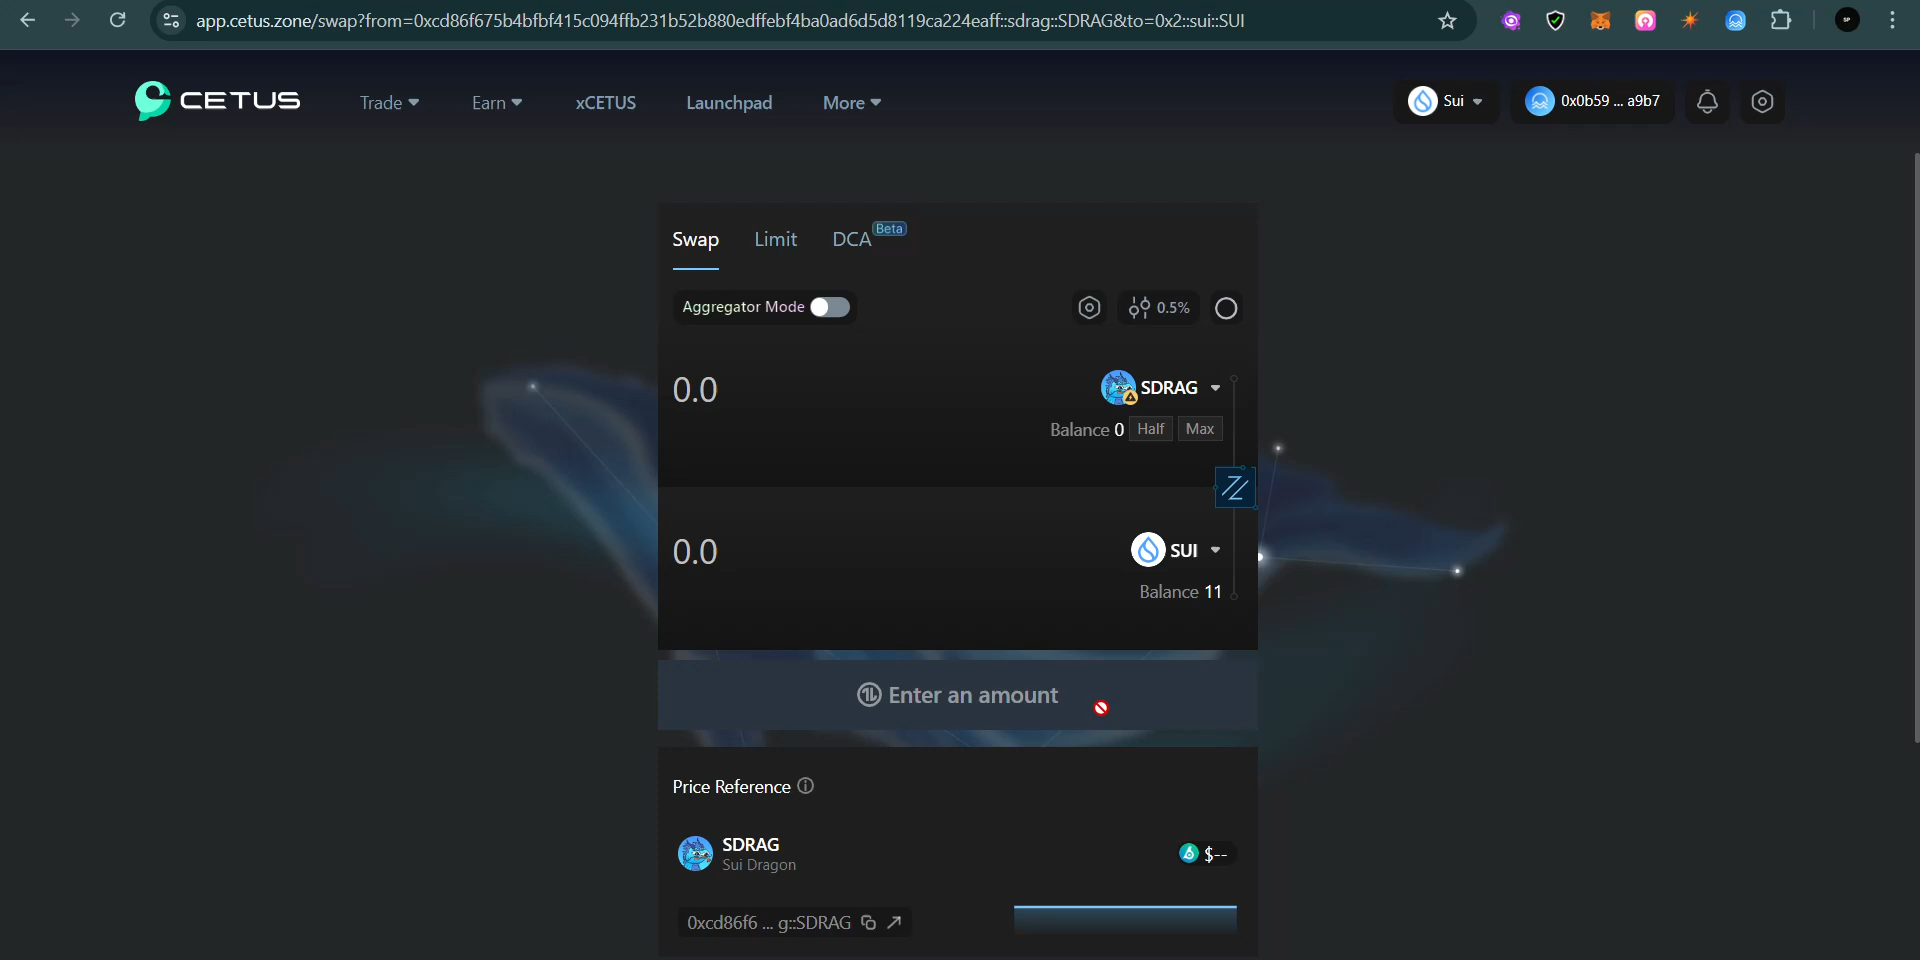 app.cetus.zone/swap?from=0xcd86f675b4bfbf415c094ffb231b52b880edffebf4ba0ad6d5d8119ca224eaff::sdrag::SDRAG&to=0x2::sui::SUI
SP
CETUS
Trade
Earn
xCETUS
Launchpad
More
Sui
0x0b59 ... a9b7
Swap
Limit
DCA
Beta
Aggregator Mode
0.5%
0.0
SDRAG
Balance 0
Half
Max
0.0
SUI
Balance 11
Enter an amount
Price Reference
SDRAG
Sui Dragon
$--
0xcd86f6 ... g::SDRAG